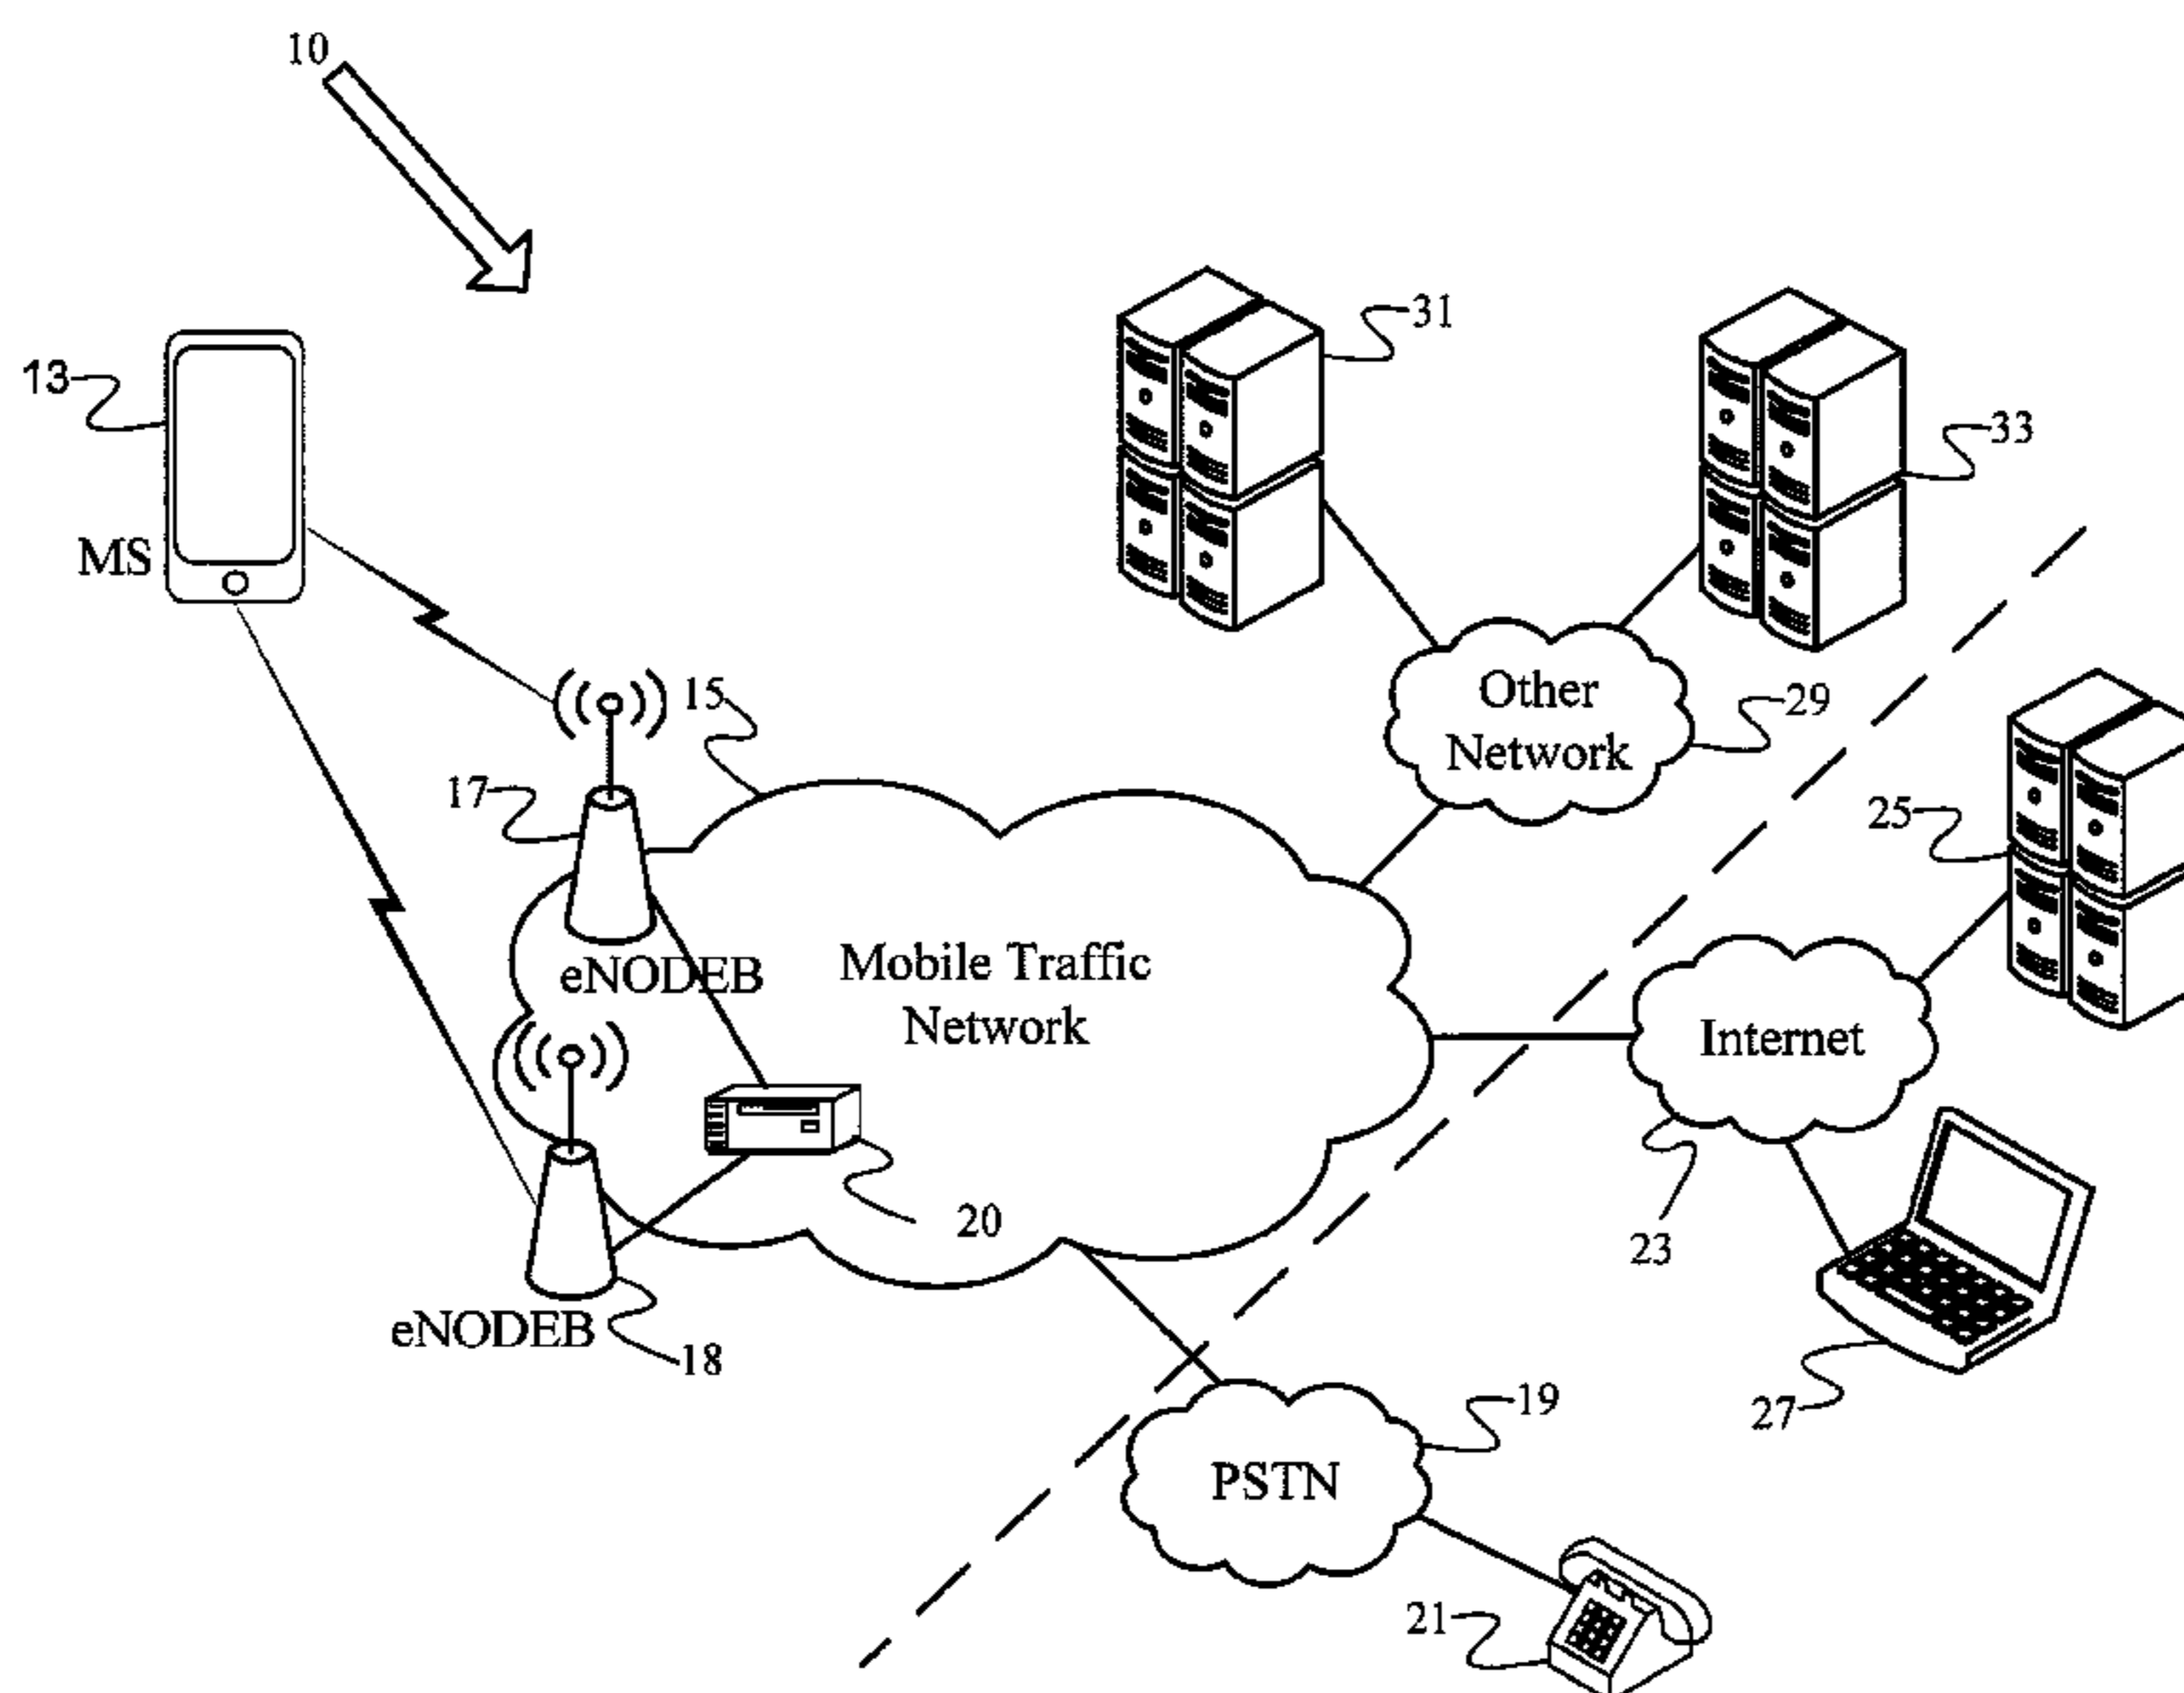 10
31
13
33
MS
Other
Network
15
29
17
25
Mobile Traffic
Network
eNODEB
Internet
20
23
eNODEB
18
19
27
PSTN
21